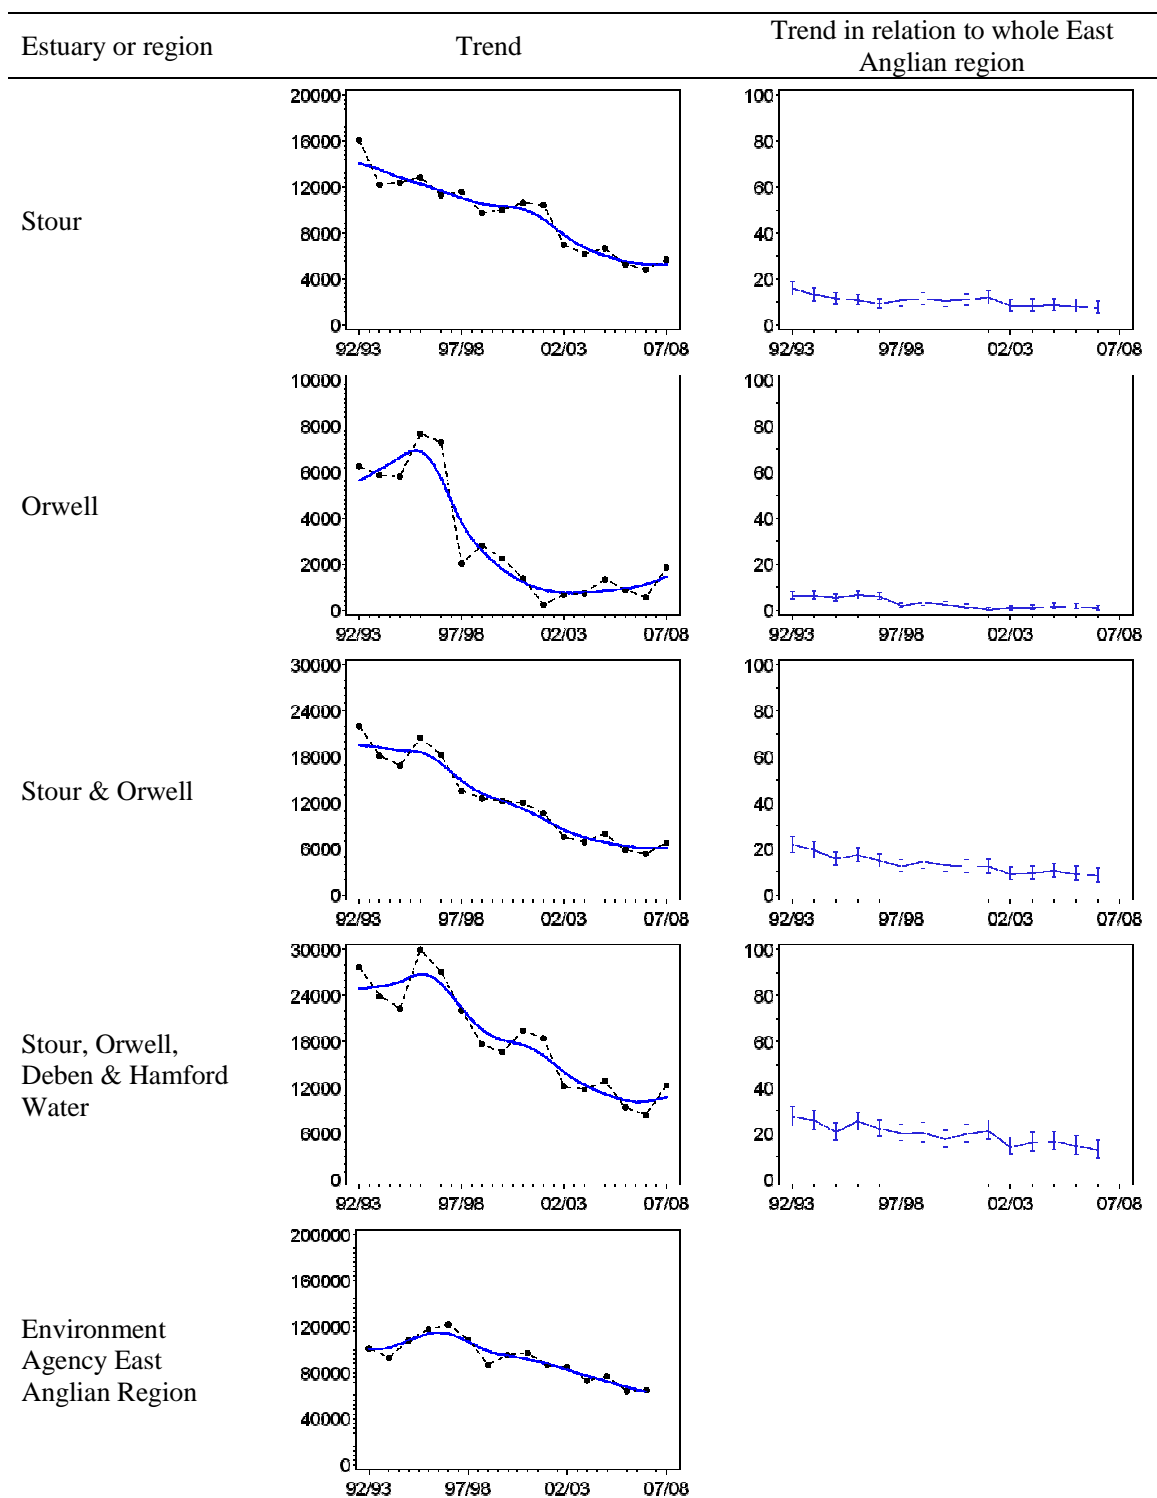 Estuary or region
Trend
Trend in relation to whole East
Anglian region
Stour
20000
16000
12000
8000
4000
0
92/93 97/98 02/03 07/08
100
80
60
40
20
0
92/93 97/98 02/03 07/08
Orwell
10000
8000
6000
4000
2000
0
92/93 97/98 02/03 07/08
100
80
60
40
20
0
92/93 97/98 02/03 07/08
Stour & Orwell
30000
24000
18000
12000
6000
0
92/93 97/98 02/03 07/08
100
80
60
40
20
0
92/93 97/98 02/03 07/08
Stour, Orwell,
Deben & Hamford
Water
30000
24000
18000
12000
6000
0
92/93 97/98 02/03 07/08
100
80
60
40
20
0
92/93 97/98 02/03 07/08
Environment
Agency East
Anglian Region
200000
160000
120000
80000
40000
0
92/93 97/98 02/03 07/08